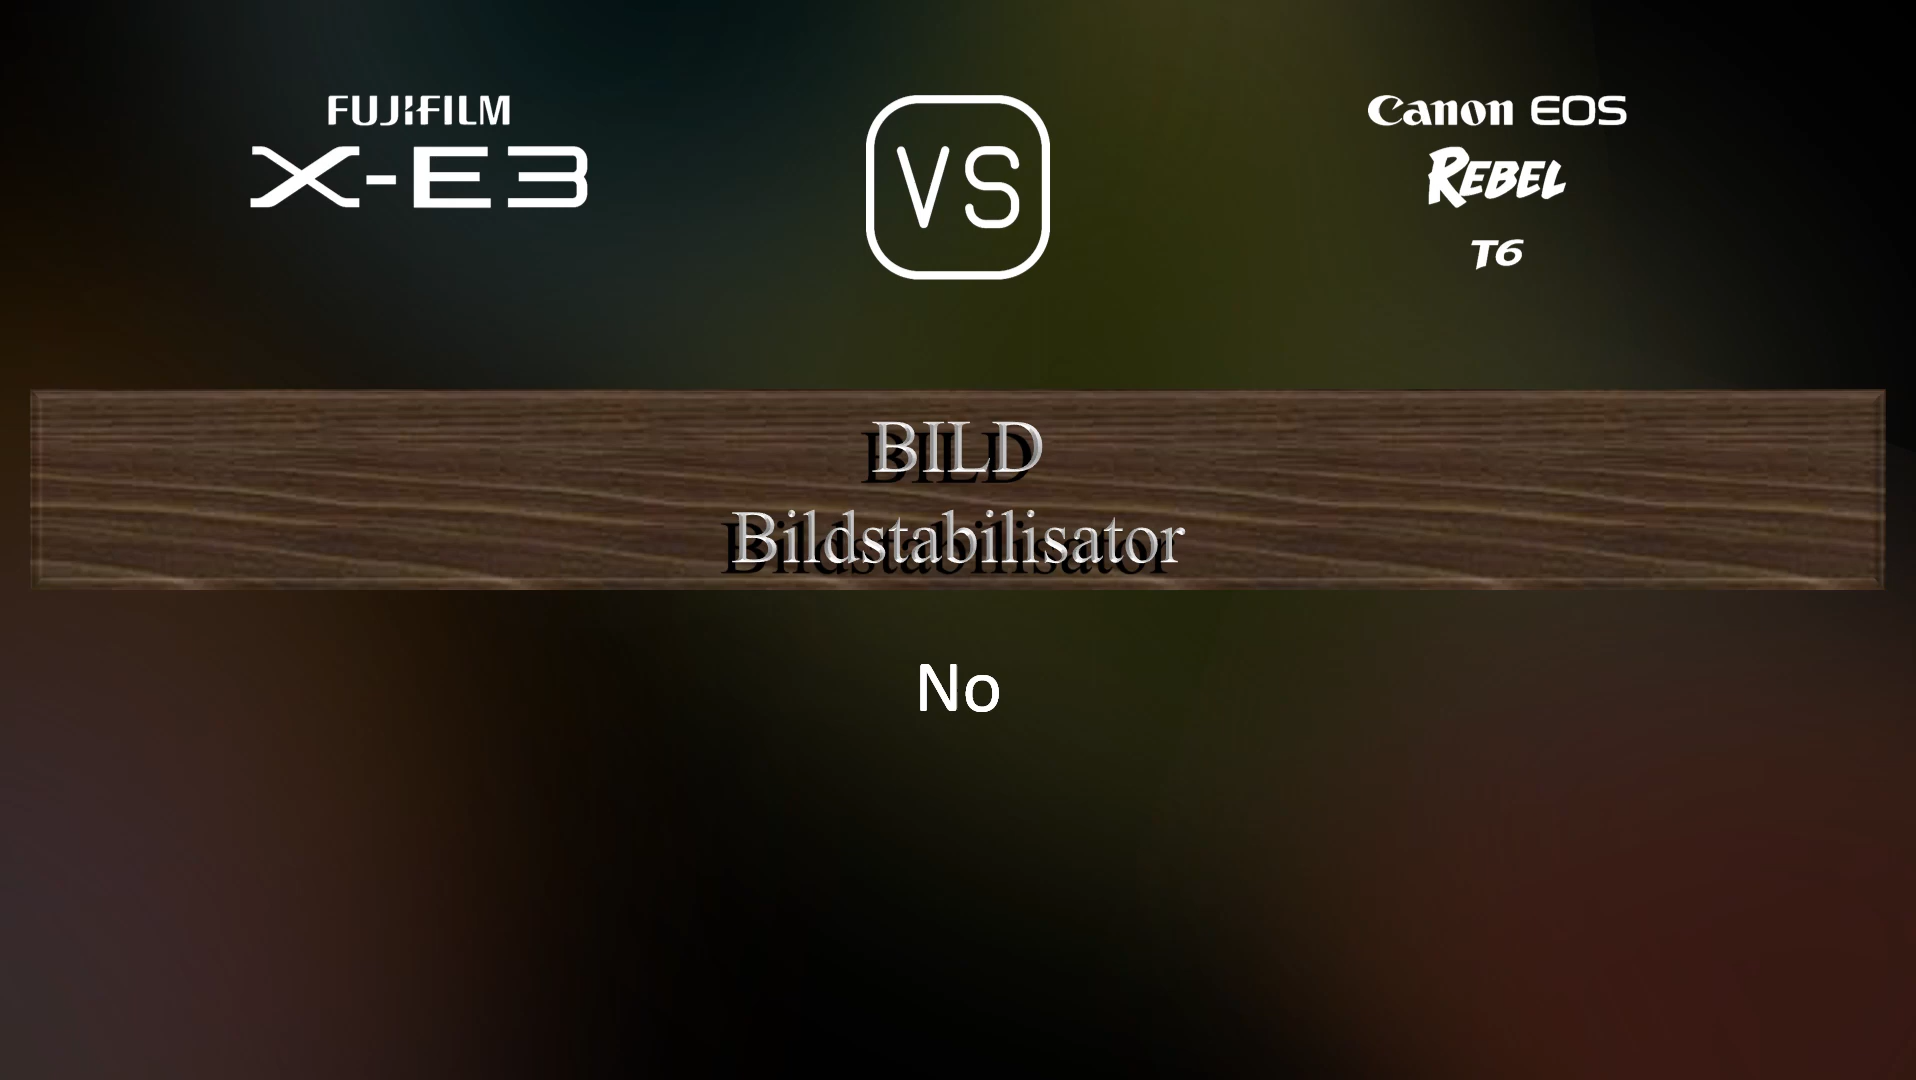 FUJIFILM
X-E3
VS
Canon EOS
REBEL
T6
BILD
Bildstabilisator
No